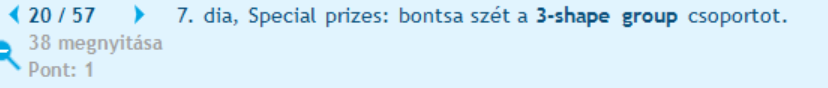 20 / 57 7. dia, Special prizes: bontsa szét a 3-shape group csoportot.
38 megnyitása
Pont: 1